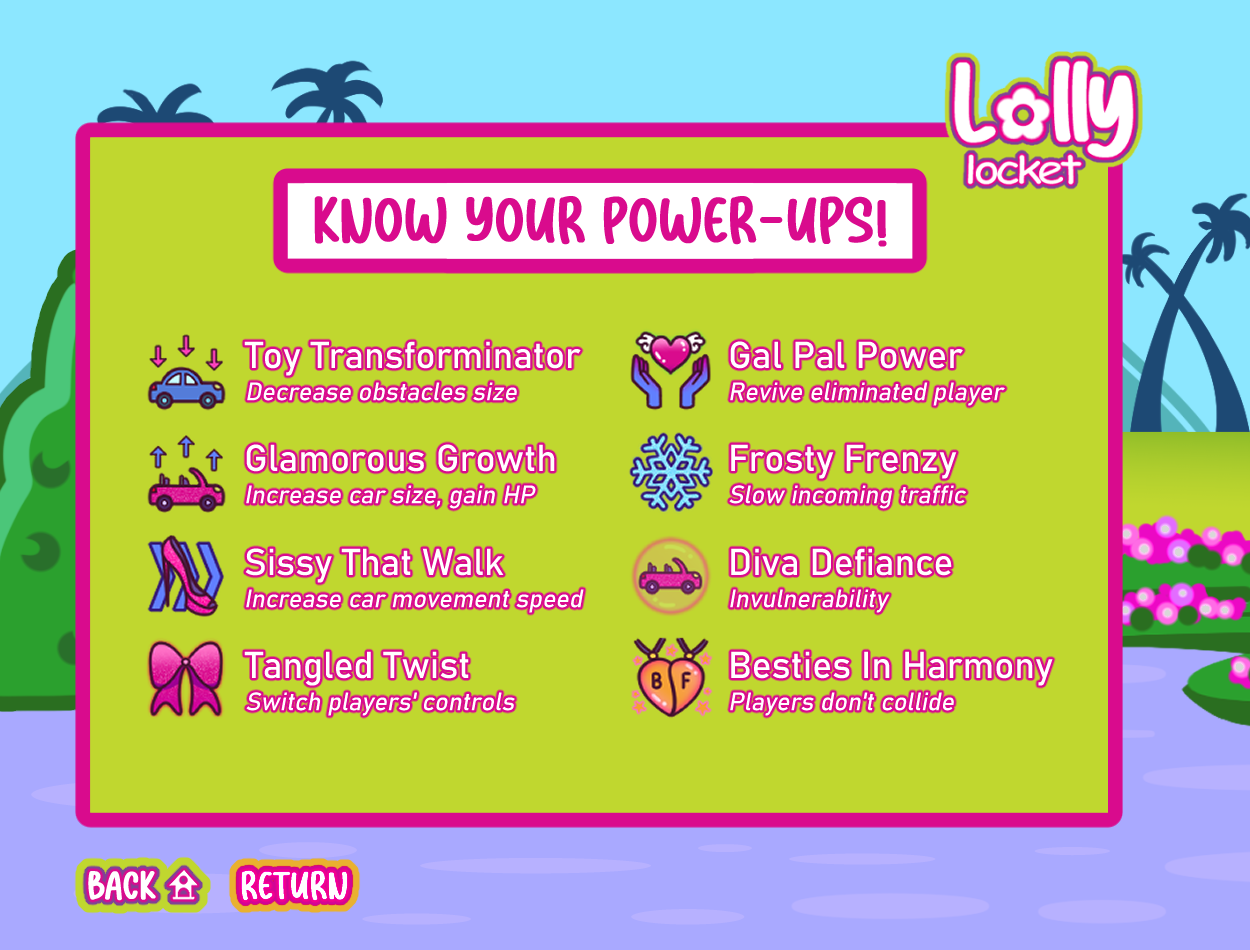 Lolly
locket
KNOW YOUR POWER-UPS!
Toy Transforminator
Decrease obstacles size
Glamorous Growth
Increase car size, gain HP
Sissy That Walk
Increase car movement speed
Tangled Twist
Switch players' controls
Gal Pal Power
Revive eliminated player
Frosty Frenzy
Slow incoming traffic
Diva Defiance
Invulnerability
B F
Besties In Harmony
Players don't collide
BACK
RETURN